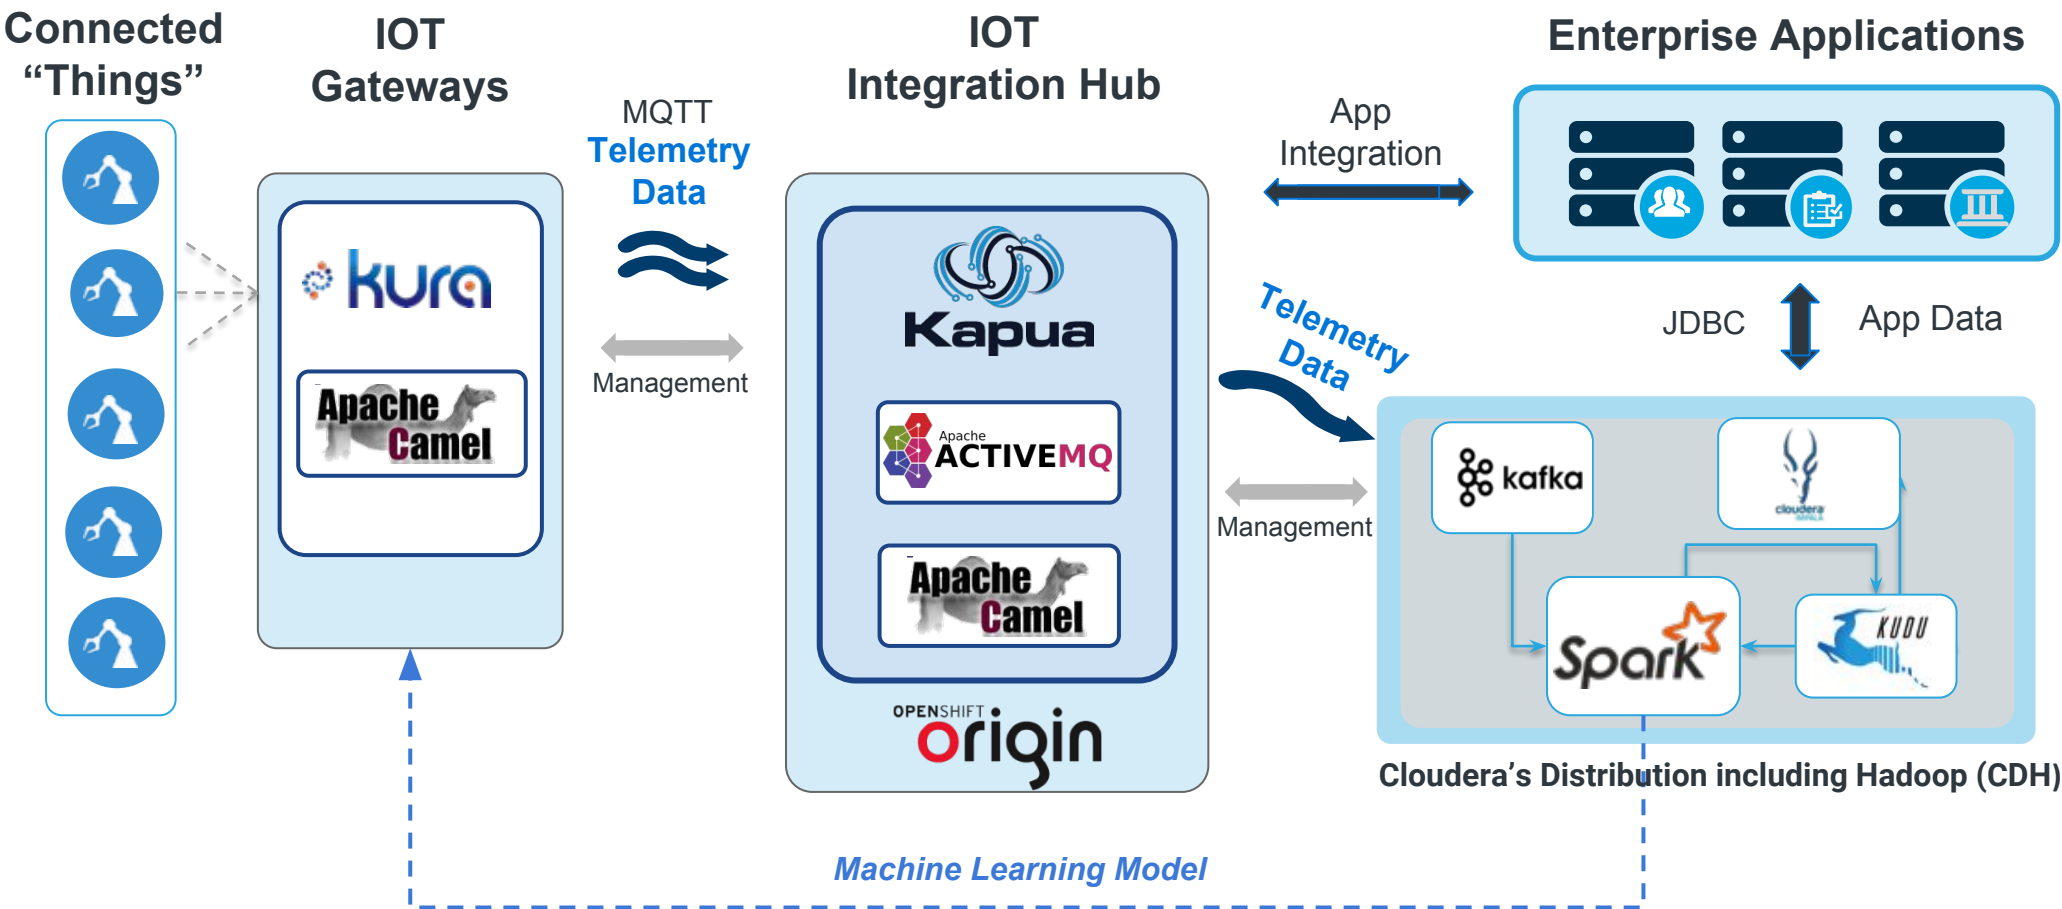 Connected
“Things”
IOT
Gateways
MQTT
Telemetry
Data
Management
kura
Apache
Camel
IOT
Integration Hub
Kapua
Apache
ACTIVEMQ
Apache
Camel
OPENSHIFT
origin
App
Integration
Telemetry
Data
Management
Enterprise Applications
JDBC
App Data
kafka
cloudera
IMPALA
Spark
KUDU
Cloudera’s Distribution including Hadoop (CDH)
Machine Learning Model